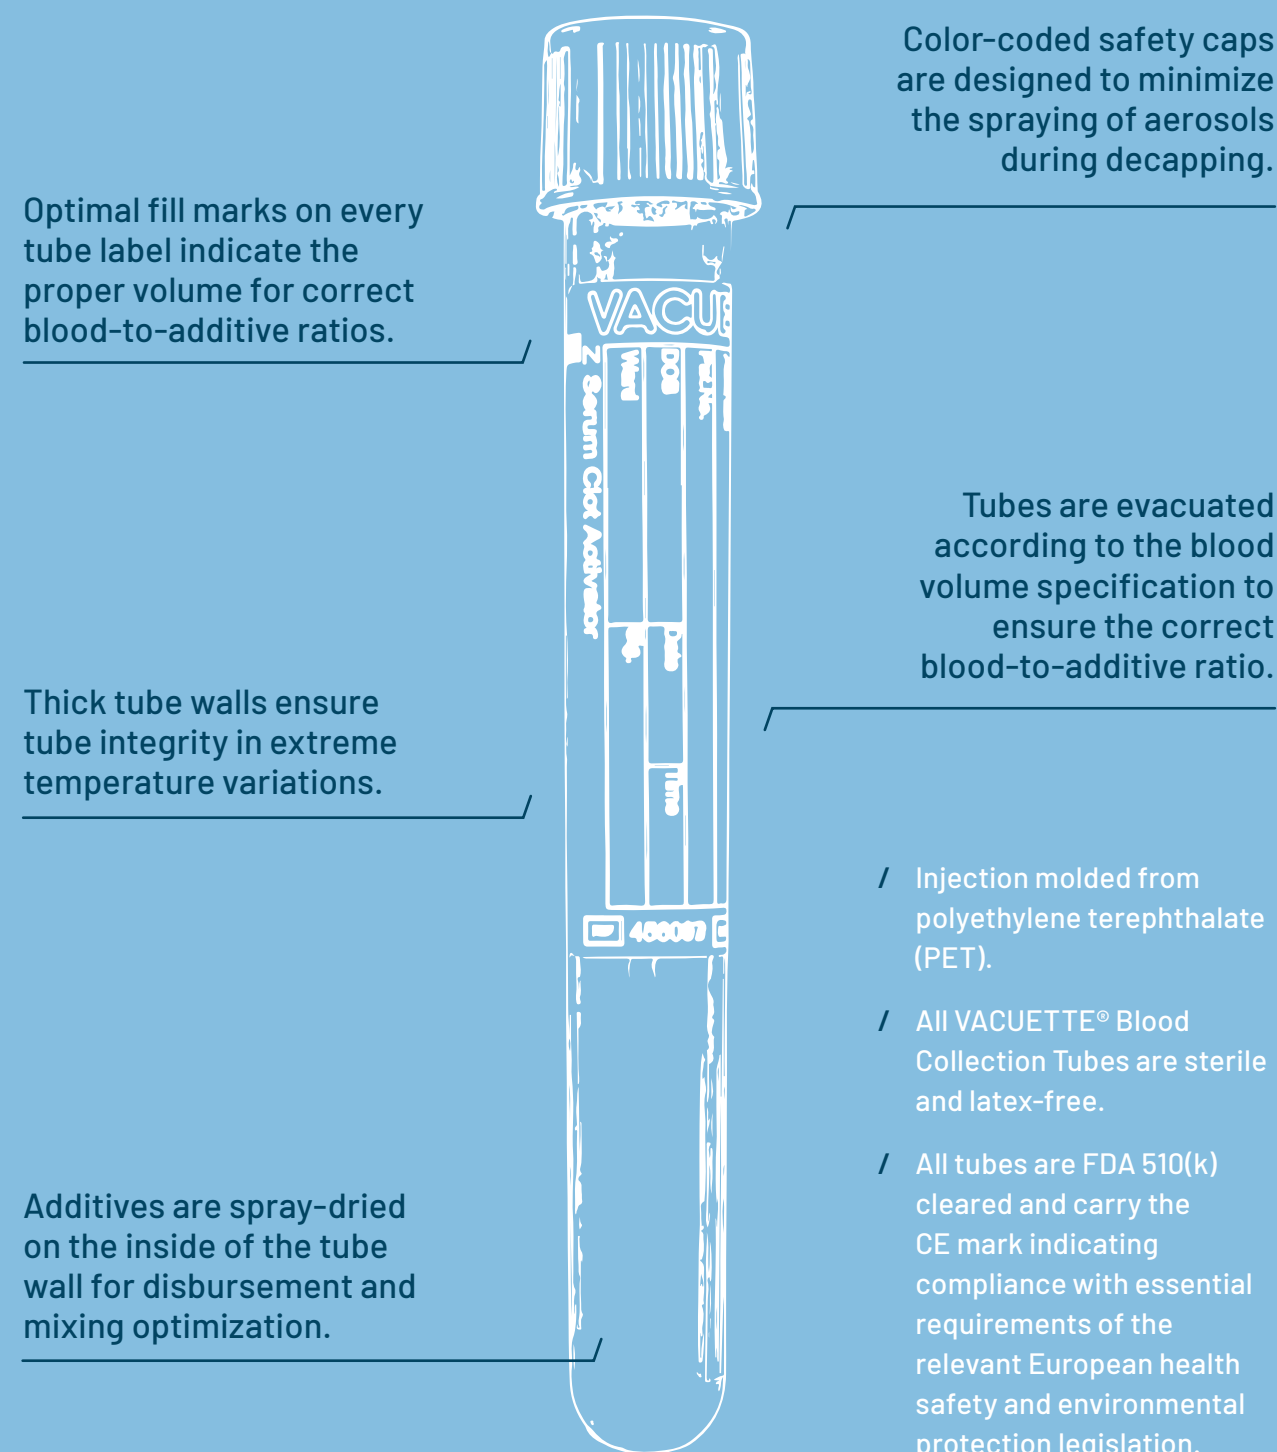 Color-coded safety caps
are designed to minimize
the spraying of aerosols
during decapping.
Optimal fill marks on every
tube label indicate the
proper volume for correct
blood-to-additive ratios.
VACUE
Ward
DOB
Z Serum Clot Activator
Tubes are evacuated
according to the blood
volume specification to
ensure the correct
blood-to-additive ratio.
Date
Time
Thick tube walls ensure
tube integrity in extreme
temperature variations.
/ Injection molded from
polyethylene terephthalate
(PET).
/ All VACUETTE® Blood
Collection Tubes are sterile
and latex-free.
/ All tubes are FDA 510(k)
cleared and carry the
CE mark indicating
compliance with essential
requirements of the
relevant European health
safety and environmental
protection legislation.
Additives are spray-dried
on the inside of the tube
wall for disbursement and
mixing optimization.